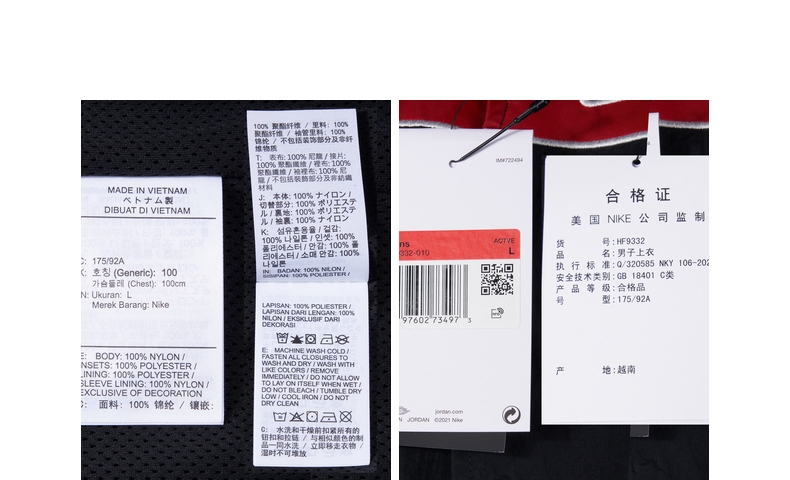 MADE IN VIETNAM
ベトナム製
DIBUAT DI VIETNAM
C: 175/92A
K: 호칭 (Generic): 100
가슴둘레 (Chest): 100cm
IN: Ukuran: L
Merek Barang: Nike
E: BODY: 100% NYLON /
INSETS: 100% POLYESTER /
LINING: 100% POLYESTER /
SLEEVE LINING: 100% POLYESTER /
EXCLUSIVE OF DECORATION
C: 面料: 100% 锦纶 / 镶嵌:
100% 聚酯纤维 / 里料: 100%
聚酯纤维 / 袖管里料: 100%
锦纶 / 不包括装饰部分及非纤
维物质
T: 表布: 100% 尼龍 / 接片:
100% 聚酯纖維 / 裡布: 100%
聚酯纖維 / 袖裡布: 100% 尼
龍 / 不包括裝飾部分及非紡織
材料
J: 本体: 100% ナイロン /
切替部分: 100% ポリエステ
ル / 裏地: 100% ポリエステ
ル / 袖裏: 100% ナイロン
K: 섬유혼용율 / 겉감:
100% 나일론 / 인셋: 100%
폴리에스터 / 안감: 100% 폴
리에스터 / 소매 안감: 100%
나일론
IN: BADAN: 100% NILON /
SISIPAN: 100% POLIESTER /
LAPISAN: 100% POLIESTER /
LAPISAN DARI LENGAN: 100%
NILON / EKSKLUSIF DARI
DEKORASI
E: MACHINE WASH COLD /
FASTEN ALL CLOSURES TO
WASH AND DRY / WASH WITH
LIKE COLORS / REMOVE
IMMEDIATELY / DO NOT ALLOW
TO LAY ON ITSELF WHEN WET /
DO NOT BLEACH / TUMBLE DRY
LOW / COOL IRON / DO NOT
DRY CLEAN
C: 水洗和干燥前扣紧所有的
钮扣和拉链 / 与相似颜色的制
品一同水洗 / 立即移走衣物 /
湿时不可堆放
IM#722494
ns
ACTIVE
332-010
L
976D2 73497 3
jordan.com
JORDAN ©2021 Nike
合格证
美国 NIKE 公司监制
货 号: HF9332
品 名: 男子上衣
执行标准: Q/320585 NKY 106-202
安全技术类别: GB 18401 C类
产品等级: 合格品
号 型: 175/92A
产 地: 越南